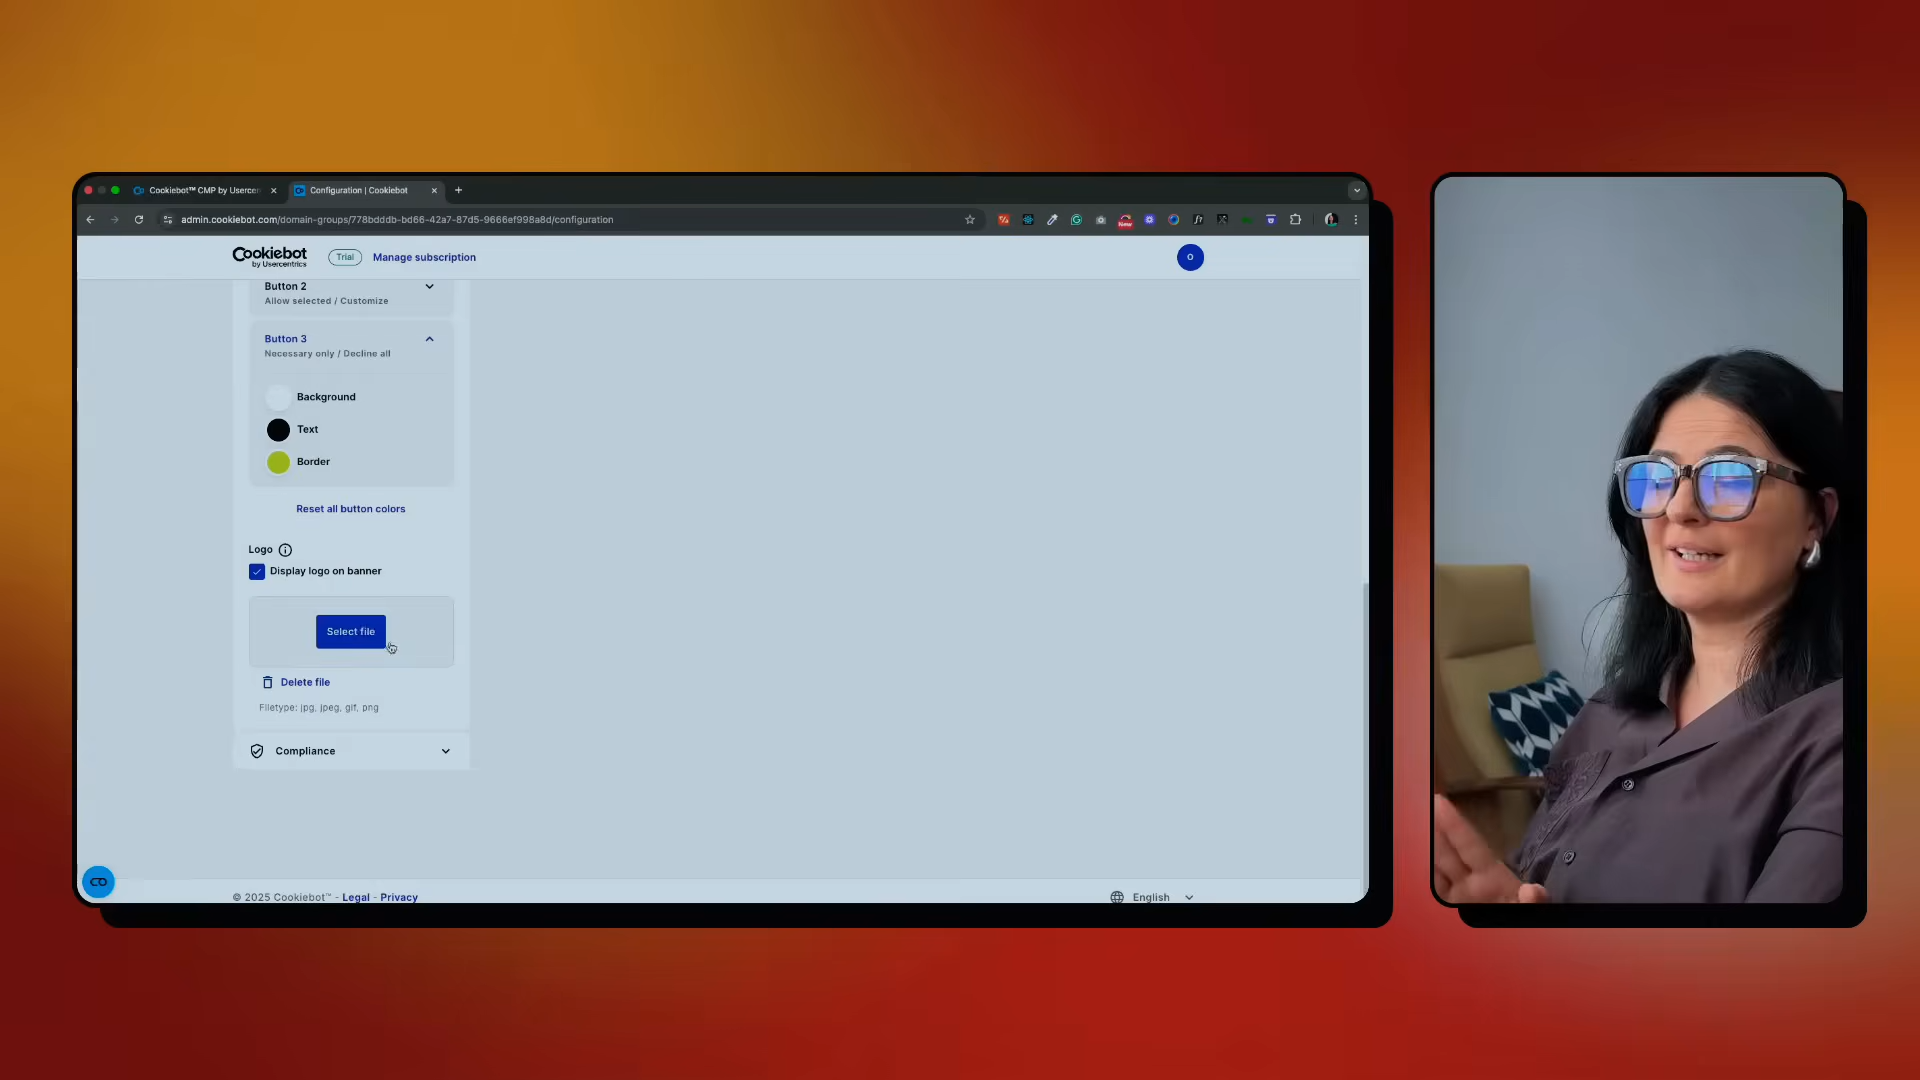 Cookiebot™ CMP by Usercen
Configuration | Cookiebot
admin.cookiebot.com/domain-groups/778bdddb-bd66-42a7-87d5-9666ef998a8d/configuration
New
Cookiebot
by Usercentrics
Trial
Manage subscription
O
Button 2
Allow selected / Customize
Button 3
Necessary only / Decline all
Background
Text
Border
Reset all button colors
Logo
Display logo on banner
Select file
Delete file
Filetype: jpg, jpeg, gif, png
Compliance
© 2025 Cookiebot™ - Legal - Privacy
English